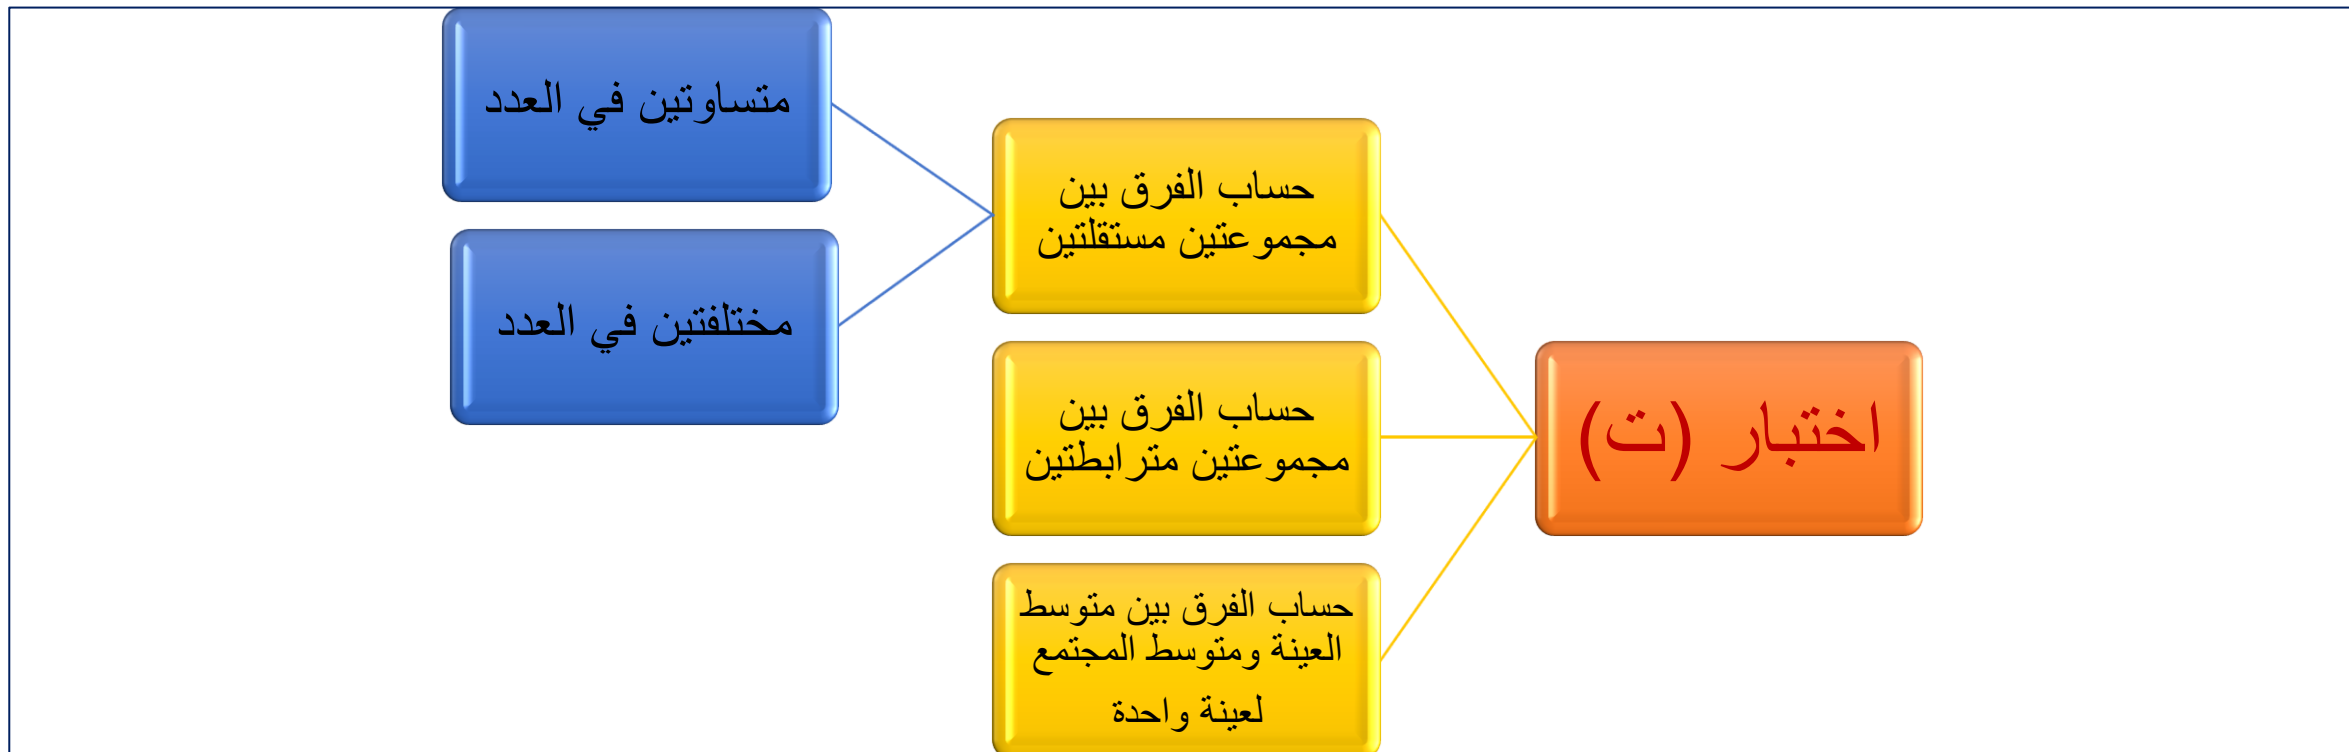 اختبار (ت)
حساب الفرق بين
مجموعتين مستقلتين
متساوتين في العدد
مختلفتين في العدد
حساب الفرق بين
مجموعتين مترابطتين
حساب الفرق بين متوسط
العينة ومتوسط المجتمع
لعينة واحدة